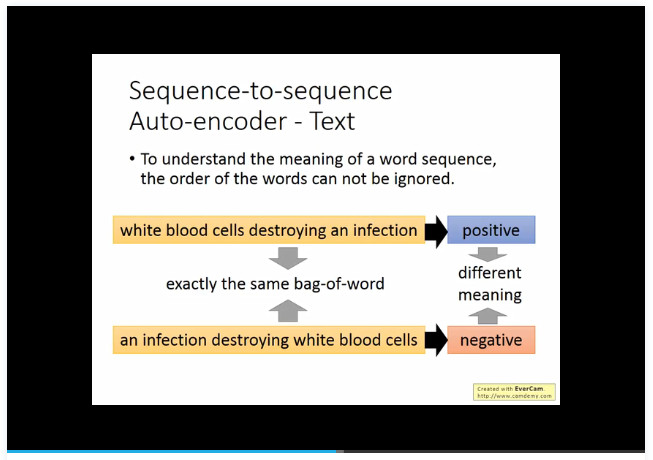 Sequence-to-sequence
Auto-encoder - Text
• To understand the meaning of a word sequence,
the order of the words can not be ignored.
white blood cells destroying an infection
positive
exactly the same bag-of-word
different
meaning
an infection destroying white blood cells
negative
Created with EverCam
http://www.camdemy.com